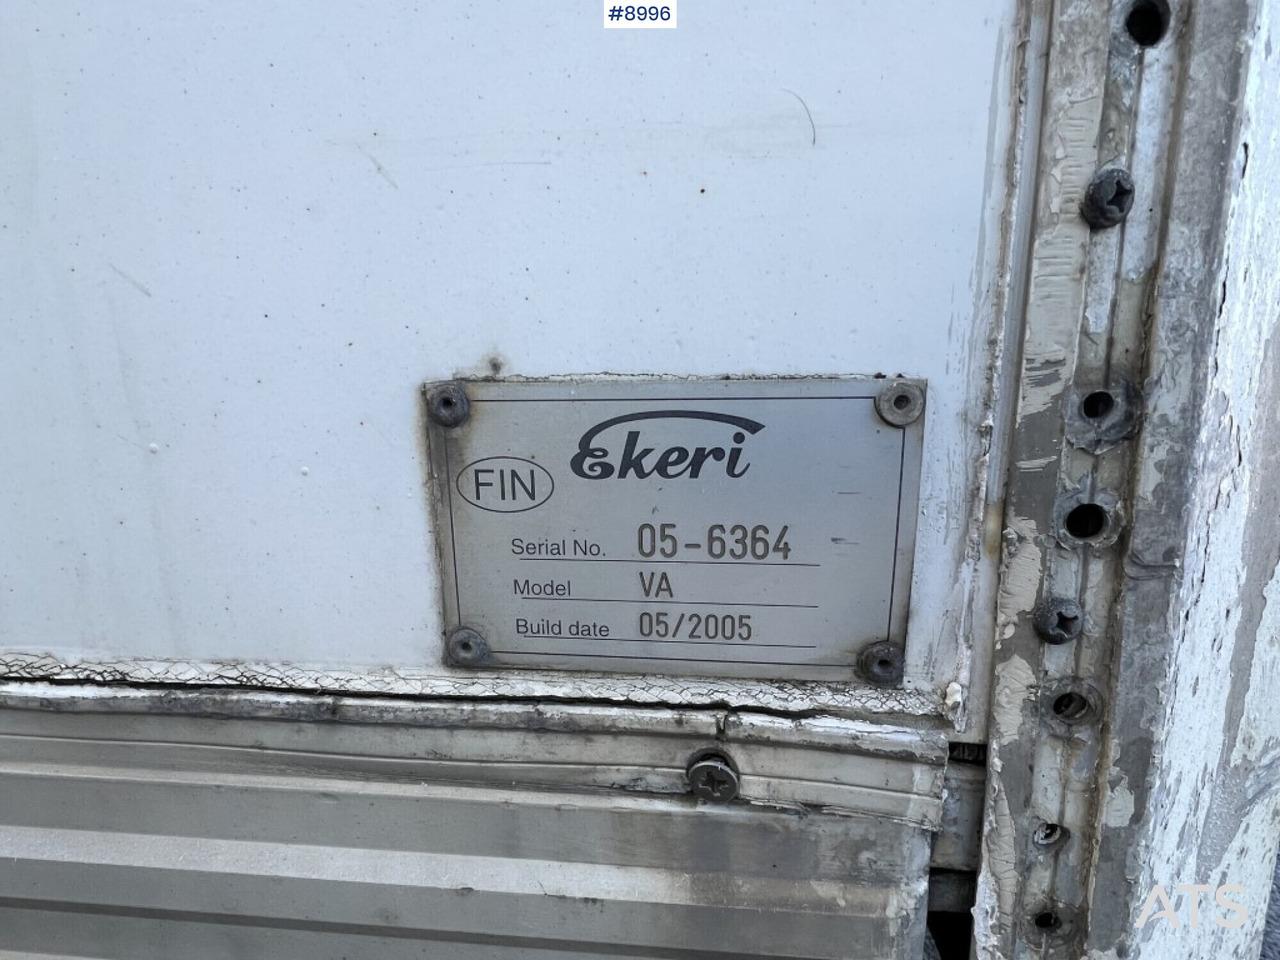 #8996
Ekeri
FIN
Serial No. 05-6364
Model VA
Build date 05/2005
ATS